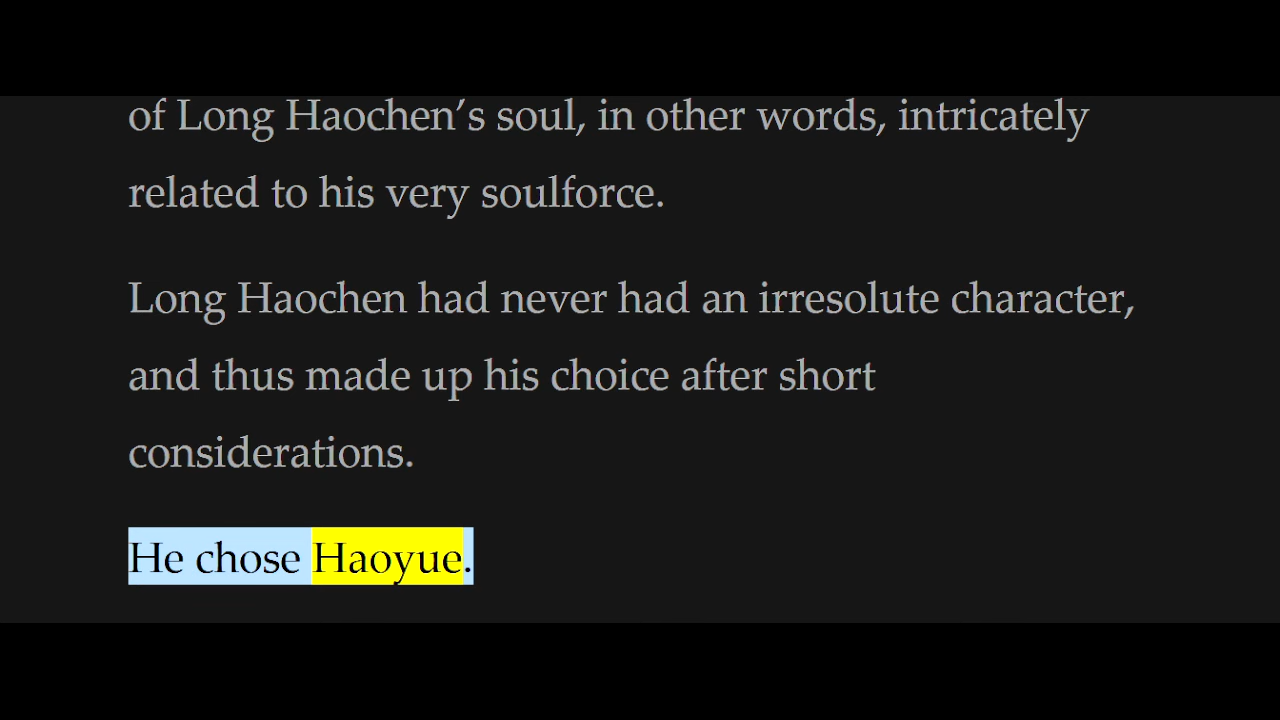 of Long Haochen’s soul, in other words, intricately
related to his very soulforce.
Long Haochen had never had an irresolute character,
and thus made up his choice after short
considerations.
He chose Haoyue.